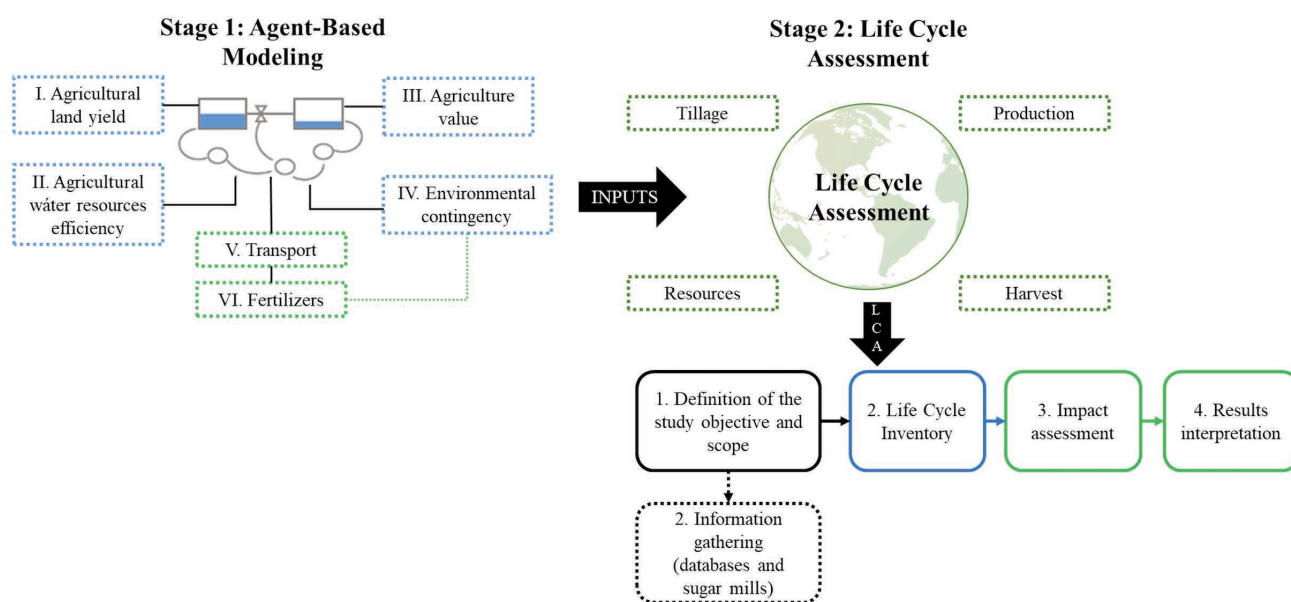 Stage 1: Agent-Based
Modeling
I. Agricultural
land yield
III. Agriculture
value
II. Agricultural
wáter resources
efficiency
IV. Environmental
contingency
V. Transport
VI. Fertilizers
INPUTS
Stage 2: Life Cycle
Assessment
Tillage
Production
Life Cycle
Assessment
Resources
Harvest
L
C
A
1. Definition of the
study objective and
scope
2. Life Cycle
Inventory
3. Impact
assessment
4. Results
interpretation
2. Information
gathering
(databases and
sugar mills)